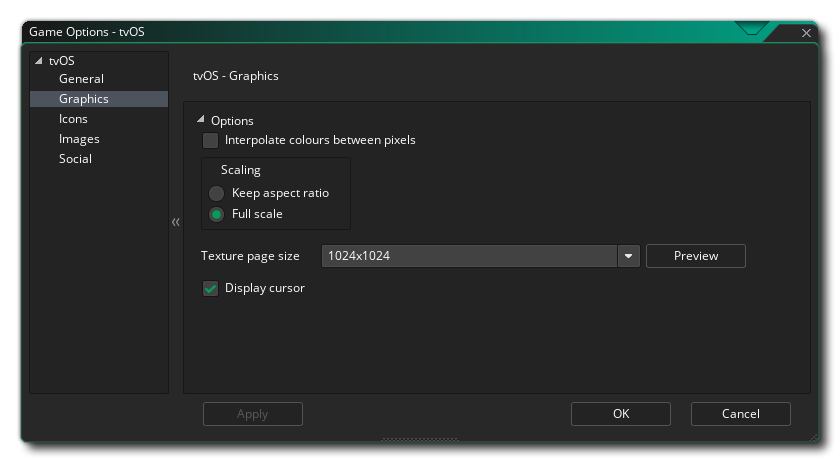 Game Options - tvOS
tvOS
General
Graphics
Icons
Images
Social
tvOS - Graphics
Options
Interpolate colours between pixels
Scaling
Keep aspect ratio
Full scale
Texture page size 1024x1024 Preview
Display cursor
Apply OK Cancel